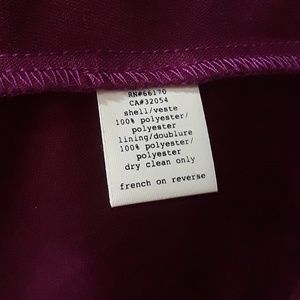 RN#66170
CA#32054
shell/veste
100% polyester/
polyester
lining/doublure
100% polyester/
polyester
dry clean only
french on reverse